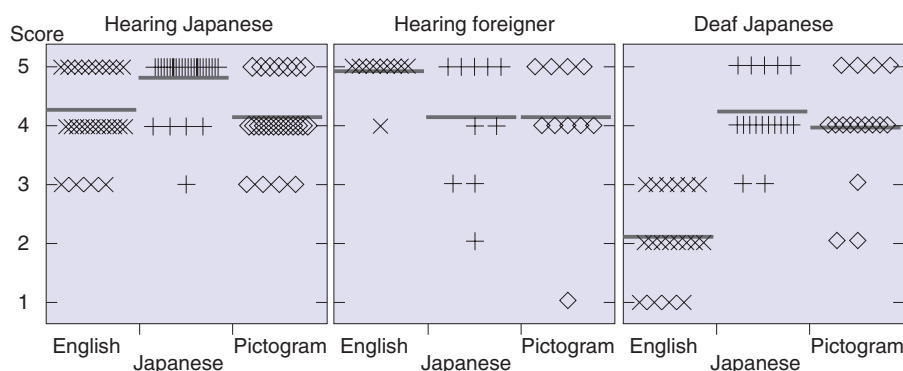 Score
Hearing Japanese
Hearing foreigner
Deaf Japanese
5
4
3
2
1
English
Japanese
Pictogram
English
Japanese
Pictogram
English
Japanese
Pictogram